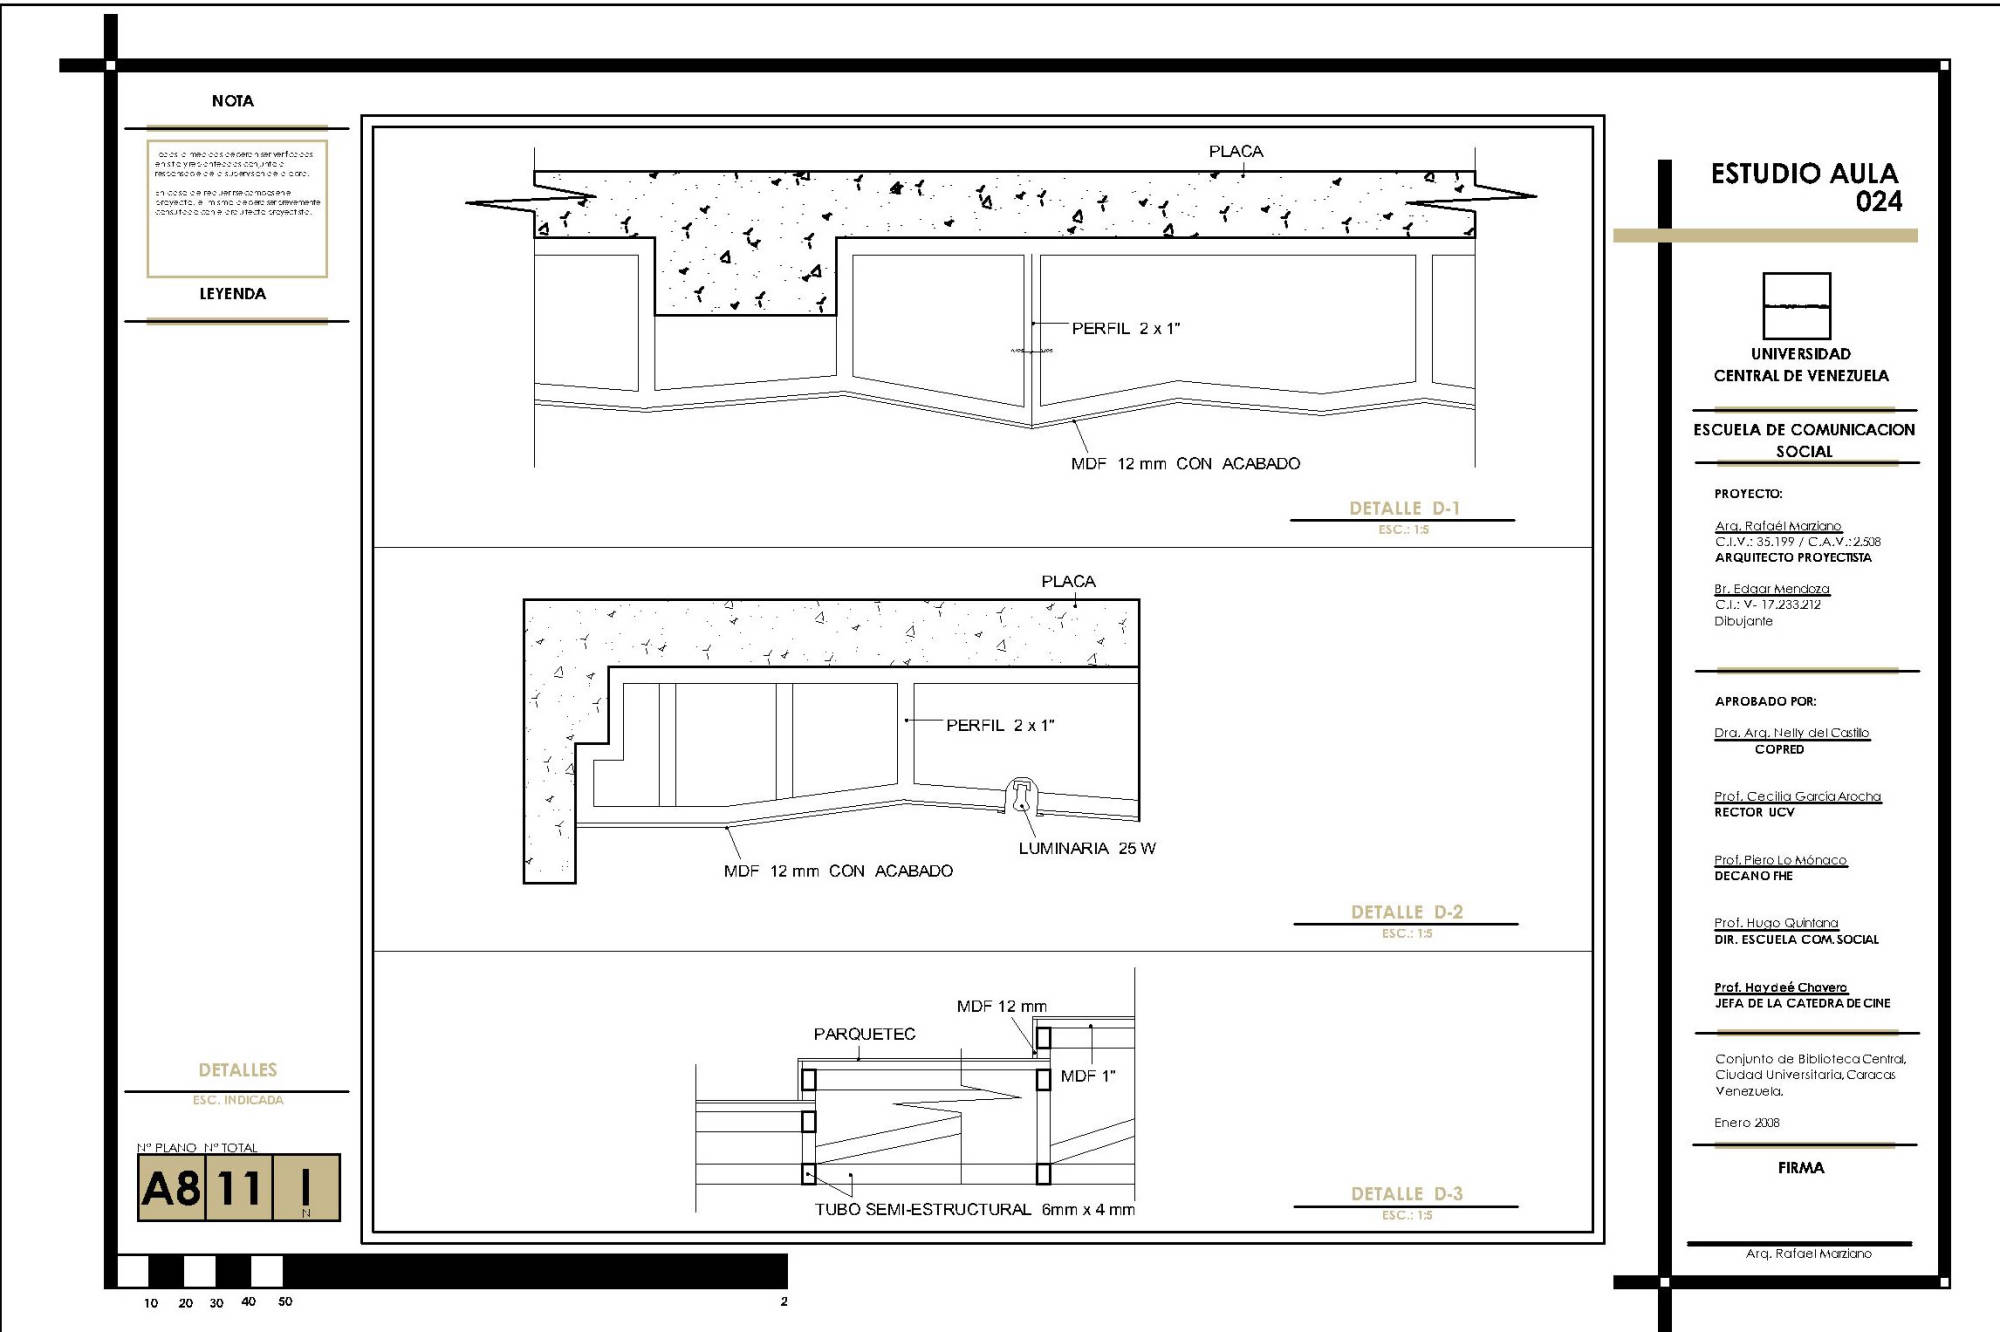 NOTA
LEYENDA
DETALLES
ESC. INDICADA
Nº PLANO Nº TOTAL
A8 11
N
10 20 30 40 50 2
PLACA
PERFIL 2 x 1"
MDF 12 mm CON ACABADO
DETALLE D-1
ESC.: 1:5
PLACA
PERFIL 2 x 1"
LUMINARIA 25 W
MDF 12 mm CON ACABADO
DETALLE D-2
ESC.: 1:5
MDF 12 mm
PARQUETEC
MDF 1"
TUBO SEMI-ESTRUCTURAL 6mm x 4 mm
DETALLE D-3
ESC.: 1:5
ESTUDIO AULA
024
UNIVERSIDAD
CENTRAL DE VENEZUELA
ESCUELA DE COMUNICACION
SOCIAL
PROYECTO:
Arq. Rafaél Marziano
C.I.V.: 35.199 / C.A.V.:2.508
ARQUITECTO PROYECTISTA
Br. Edgar Mendoza
C.I.: V- 17.233.212
Dibujante
APROBADO POR:
Dra. Arq. Nelly del Castillo
COPRED
Prof. Cecilia García Arocha
RECTOR UCV
Prof. Piero Lo Mónaco
DECANO FHE
Prof. Hugo Quintana
DIR. ESCUELA COM. SOCIAL
Prof. Haydeé Chavero
JEFA DE LA CATEDRA DE CINE
Conjunto de Biblioteca Central,
Ciudad Universitaria, Caracas
Venezuela.
Enero 2008
FIRMA
Arq. Rafael Marziano